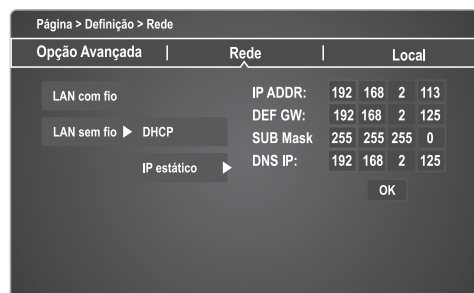 Página > Definição > Rede
Opção Avançada | Rede | Local
LAN com fio
LAN sem fio
DHCP
IP estático
IP ADDR: 192 168 2 113
DEF GW: 192 168 2 125
SUB Mask 255 255 255 0
DNS IP: 192 168 2 125
OK